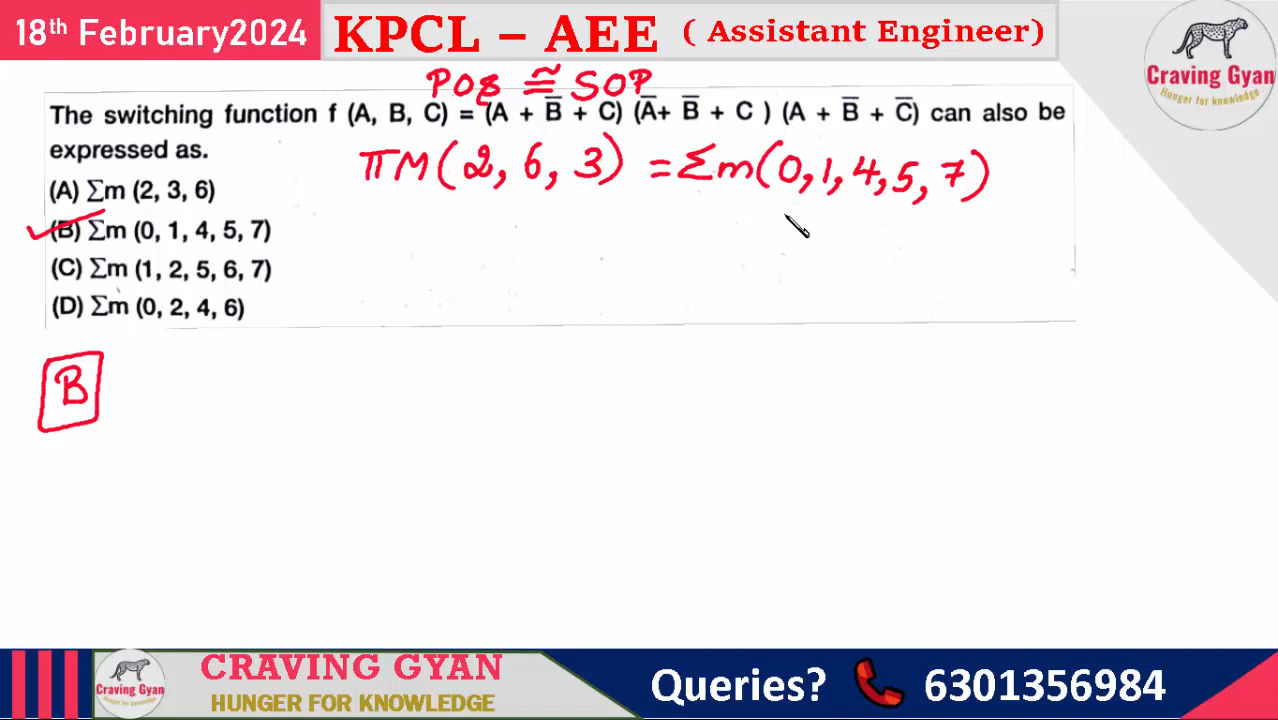 18th February2024
KPCL – AEE ( Assistant Engineer)
Craving Gyan
Hunger for knowledge
POS ≅ SOP
The switching function f (A, B, C) = (A + B̅ + C) (A̅+ B̅ + C ) (A + B̅ + C̅) can also be
expressed as.
πM(2, 6, 3) = Σm(0, 1, 4, 5, 7)
(A) Σm (2, 3, 6)
(B) Σm (0, 1, 4, 5, 7)
(C) Σm (1, 2, 5, 6, 7)
(D) Σm (0, 2, 4, 6)
B
Craving Gyan
HUNGER FOR KNOWLEDGE
CRAVING GYAN
HUNGER FOR KNOWLEDGE
Queries? 6301356984